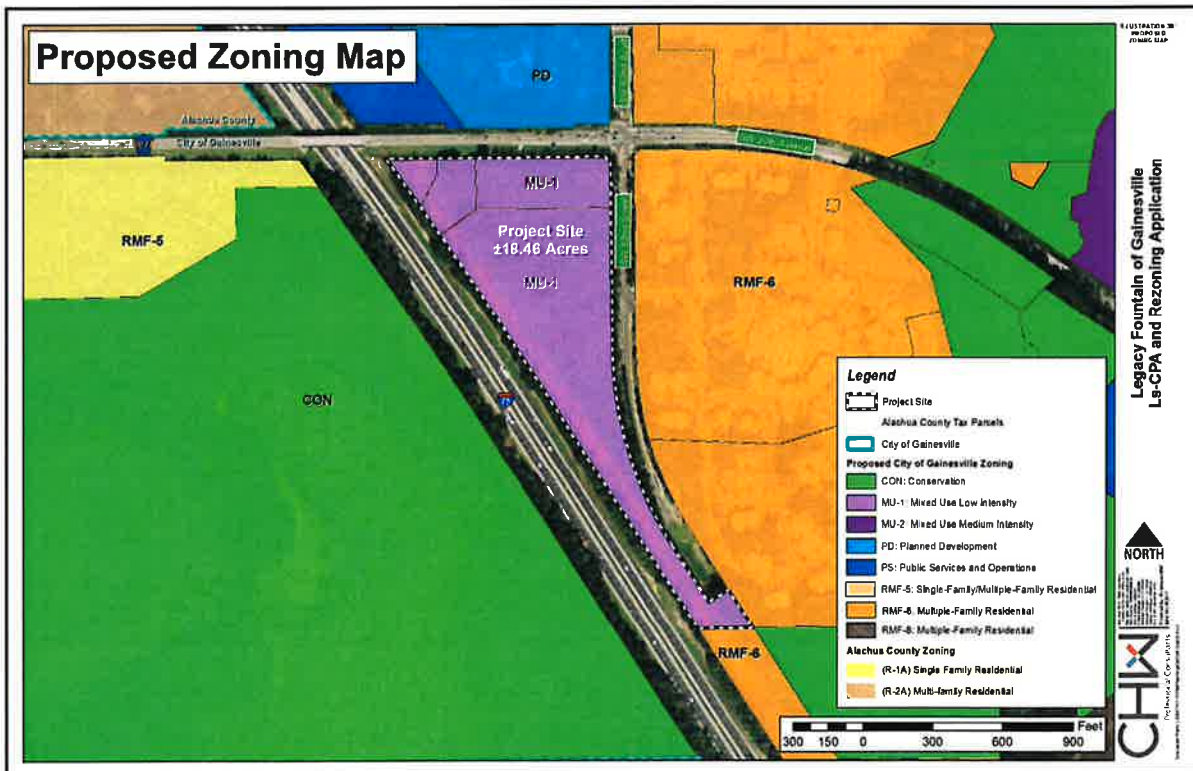 Proposed Zoning Map
PD
Alachua County
City of Gainesville
MU-1
Project Site
±18.46 Acres
MU-1
RMF-5
RMF-6
CON
75
RMF-6
Legend
Project Site
Alachua County Tax Parcels
City of Gainesville
Proposed City of Gainesville Zoning
CON: Conservation
MU-1: Mixed Use Low Intensity
MU-2: Mixed Use Medium Intensity
PD: Planned Development
PS: Public Services and Operations
RMF-5: Single-Family/Multiple-Family Residential
RMF-6: Multiple-Family Residential
RMF-8: Multiple-Family Residential
Alachua County Zoning
(R-1A) Single Family Residential
(R-2A) Multi-family Residential
Feet
300 150 0 300 600 900
ILLUSTRATION
PROPOSED
ZONING MAP
Legacy Fountain of Gainesville
Ls-CPA and Rezoning Application
NORTH
CHW
Professional Consultants